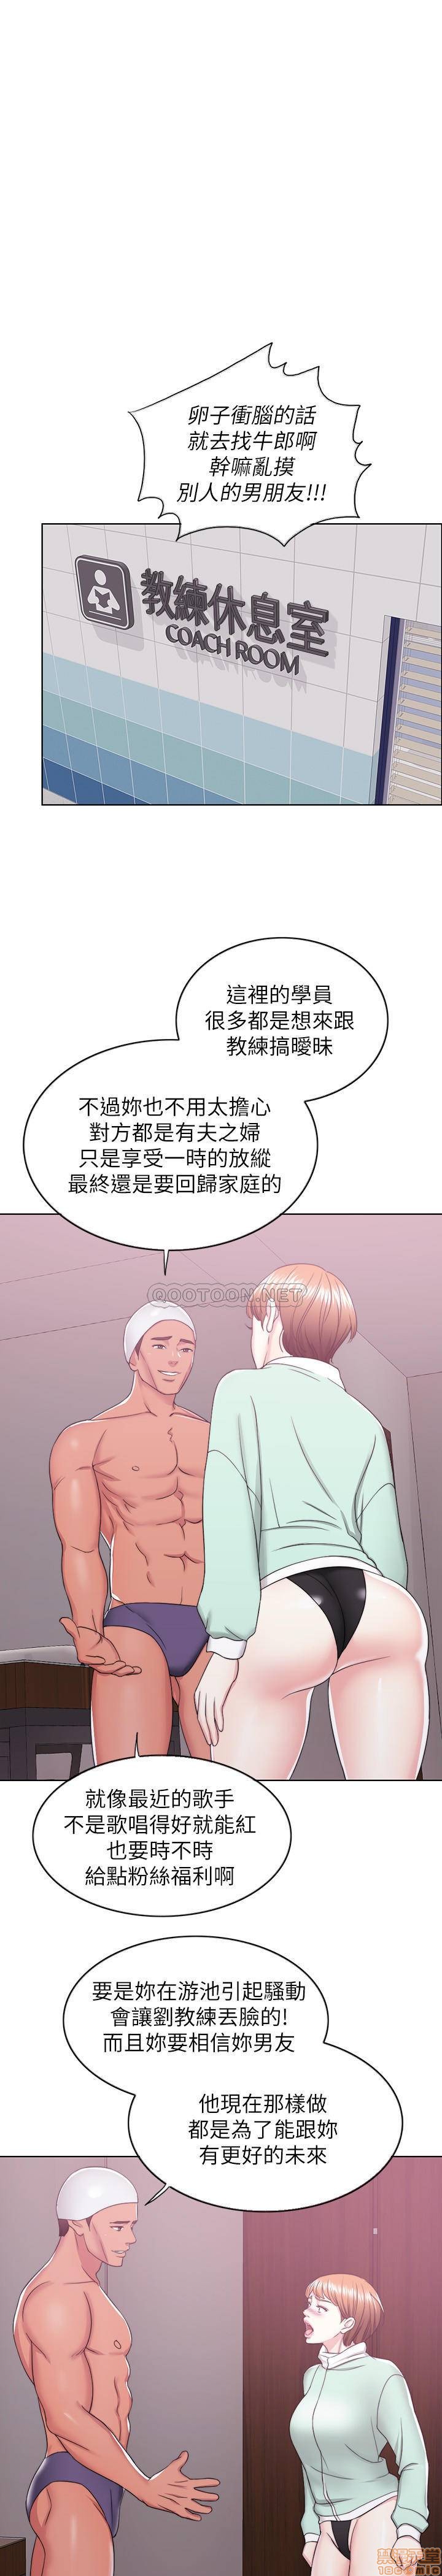 卵子衝腦的話
就去找牛郎啊
幹嘛亂摸
別人的男朋友!!!
教練休息室
COACH ROOM
這裡的學員
很多都是想來跟
教練搞曖昧
不過妳也不用太擔心
對方都是有夫之婦
只是享受一時的放縱
最終還是要回歸家庭的
QOOTOON.NET
就像最近的歌手
不是歌唱得好就能紅
也要時不時
給點粉絲福利啊
要是妳在游池引起騷動
會讓劉教練丟臉的!
而且妳要相信妳男友
他現在那樣做
都是為了能跟妳
有更好的未來